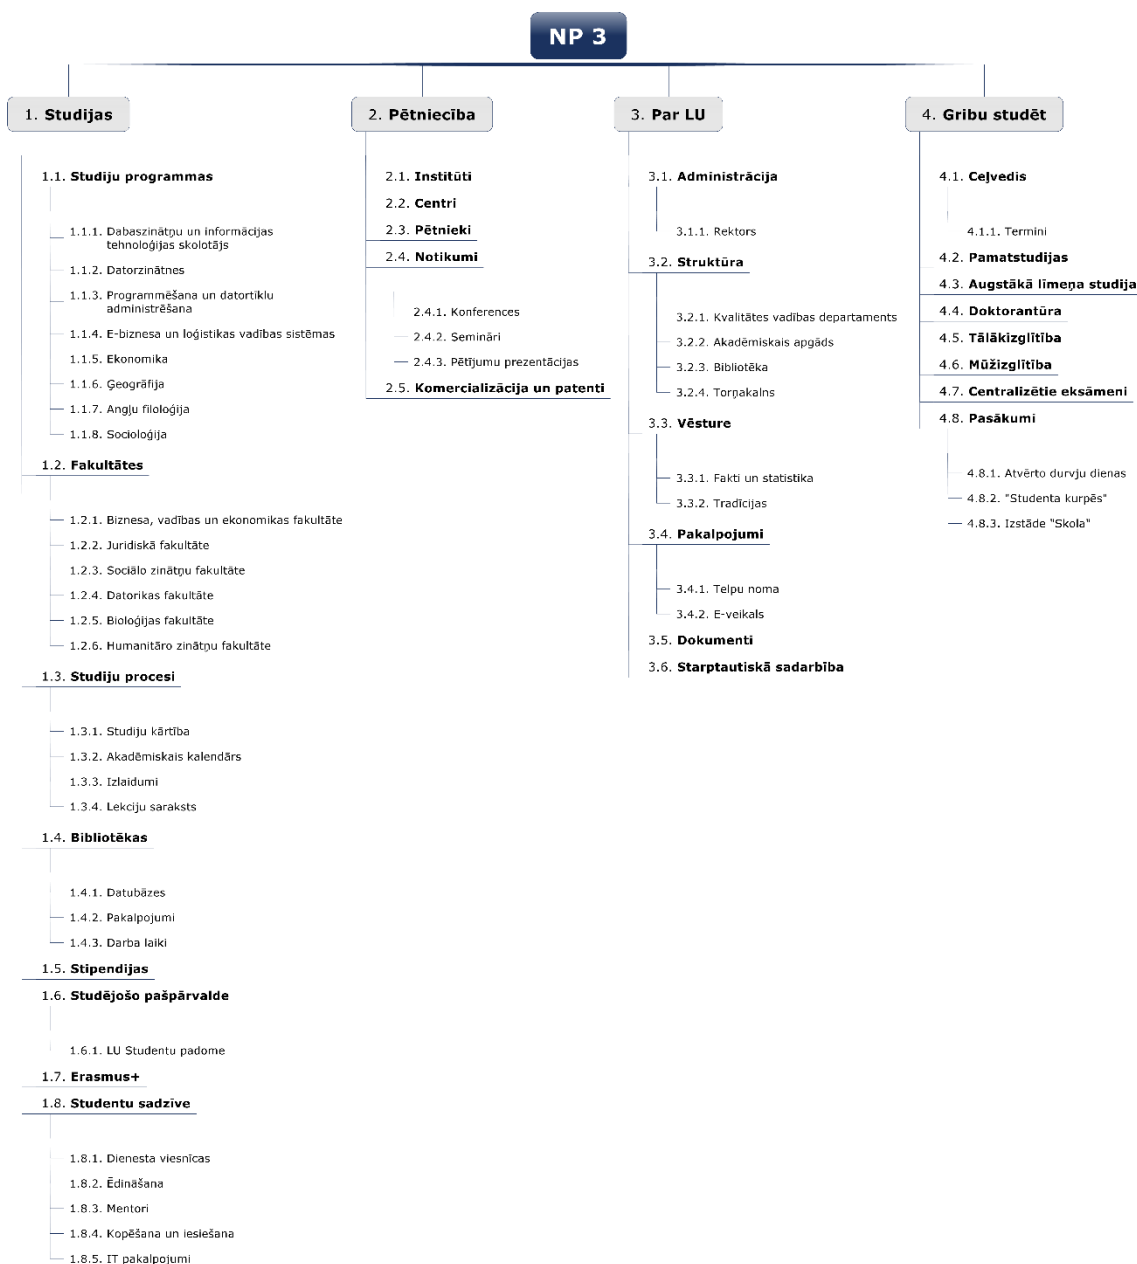 NP 3
1. Studijas
1.1. Studiju programmas
1.1.1. Dabaszinātņu un informācijas
tehnoloģijas skolotājs
1.1.2. Datorzinātnes
1.1.3. Programmēšana un datortīklu
administrēšana
1.1.4. E-biznesa un loģistikas vadības sistēmas
1.1.5. Ekonomika
1.1.6. Ģeogrāfija
1.1.7. Angļu filoloģija
1.1.8. Socioloģija
1.2. Fakultātes
1.2.1. Biznesa, vadības un ekonomikas fakultāte
1.2.2. Juridiskā fakultāte
1.2.3. Sociālo zinātņu fakultāte
1.2.4. Datorikas fakultāte
1.2.5. Bioloģijas fakultāte
1.2.6. Humanitāro zinātņu fakultāte
1.3. Studiju procesi
1.3.1. Studiju kārtība
1.3.2. Akadēmiskais kalendārs
1.3.3. Izlaidumi
1.3.4. Lekciju saraksts
1.4. Bibliotēkas
1.4.1. Datubāzes
1.4.2. Pakalpojumi
1.4.3. Darba laiki
1.5. Stipendijas
1.6. Studējošo pašpārvalde
1.6.1. LU Studentu padome
1.7. Erasmus+
1.8. Studentu sadzīve
1.8.1. Dienesta viesnīcas
1.8.2. Ēdināšana
1.8.3. Mentori
1.8.4. Kopēšana un iesiešana
1.8.5. IT pakalpojumi
2. Pētniecība
2.1. Institūti
2.2. Centri
2.3. Pētnieki
2.4. Notikumi
2.4.1. Konferences
2.4.2. Semināri
2.4.3. Pētījumu prezentācijas
2.5. Komercializācija un patenti
3. Par LU
3.1. Administrācija
3.1.1. Rektors
3.2. Struktūra
3.2.1. Kvalitātes vadības departaments
3.2.2. Akadēmiskais apgāds
3.2.3. Bibliotēka
3.2.4. Torņakalns
3.3. Vēsture
3.3.1. Fakti un statistika
3.3.2. Tradīcijas
3.4. Pakalpojumi
3.4.1. Telpu noma
3.4.2. E-veikals
3.5. Dokumenti
3.6. Starptautiskā sadarbība
4. Gribu studēt
4.1. Ceļvedis
4.1.1. Termini
4.2. Pamatstudijas
4.3. Augstākā līmeņa studija
4.4. Doktorantūra
4.5. Tālākizglītība
4.6. Mūžizglītība
4.7. Centralizētie eksāmeni
4.8. Pasākumi
4.8.1. Atvērto durvju dienas
4.8.2. "Studenta kurpēs"
4.8.3. Izstāde "Skola"